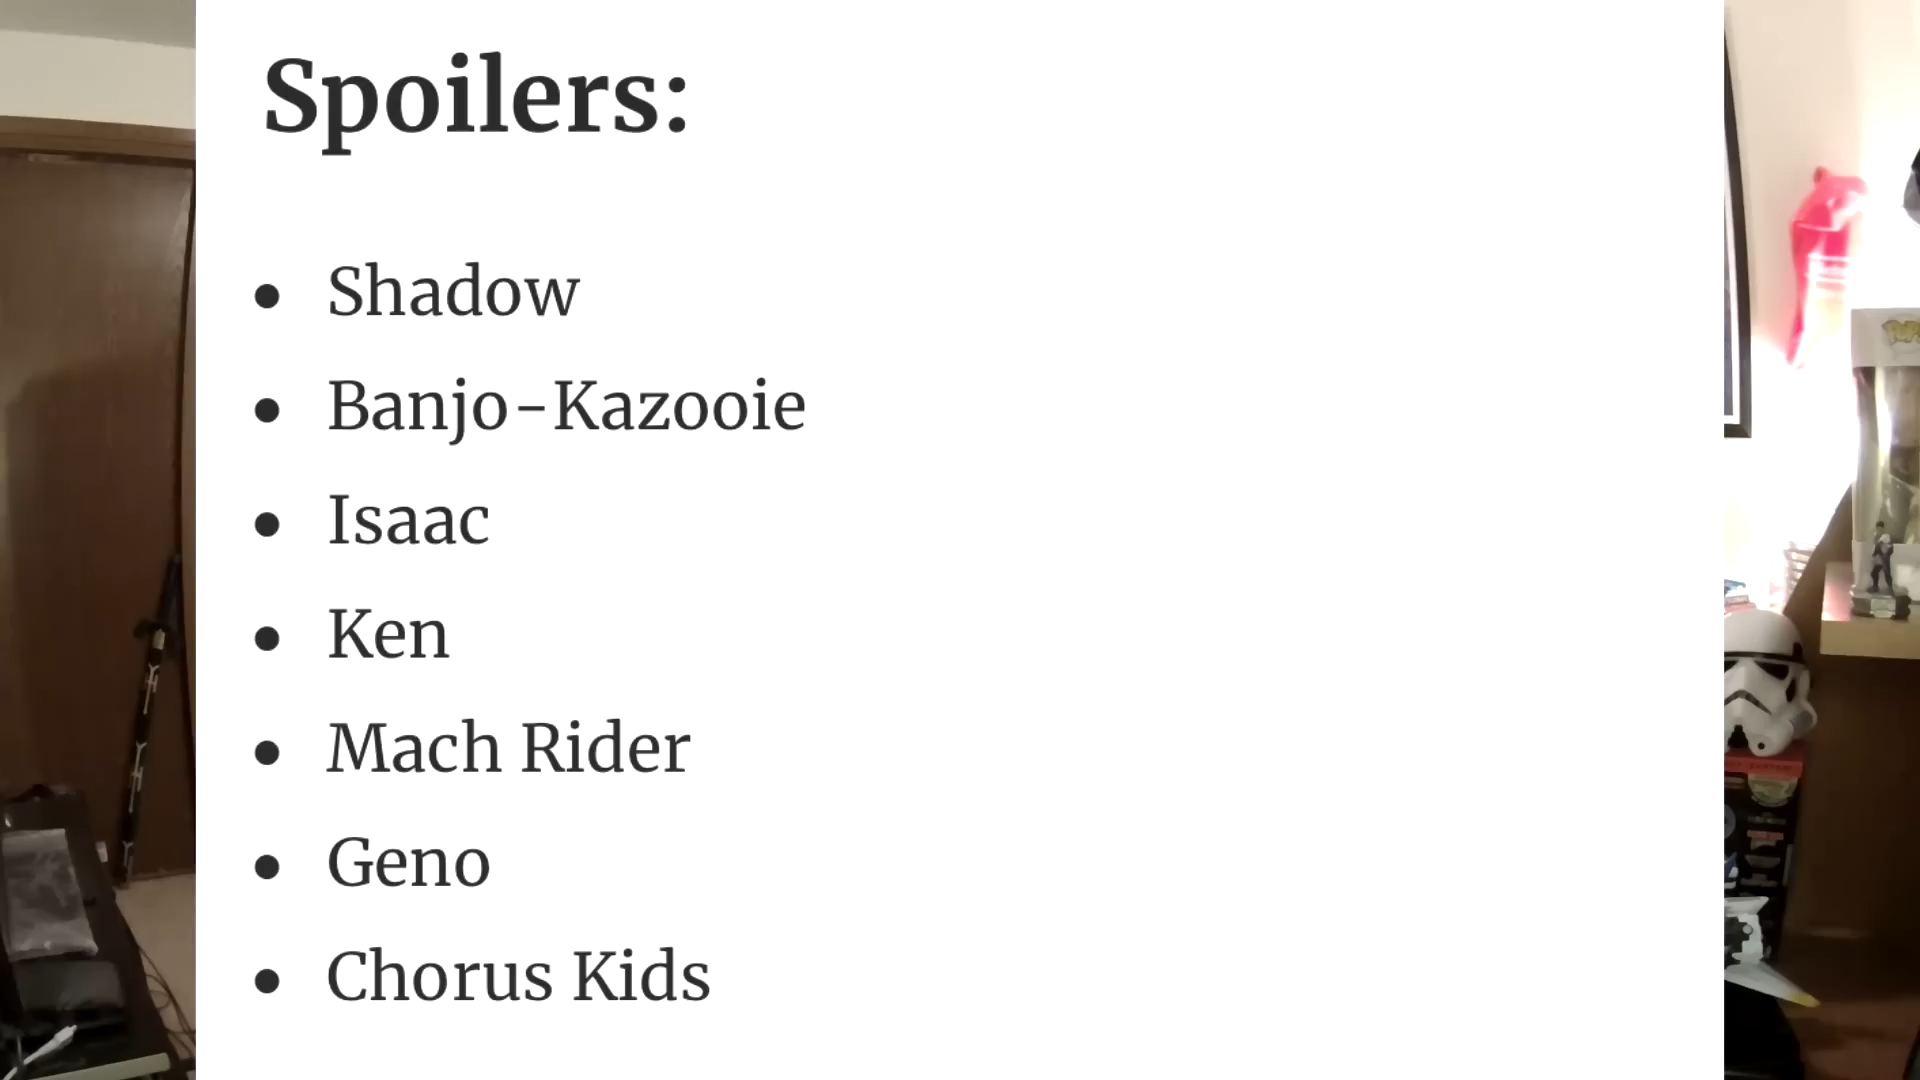 Spoilers:
• Shadow
• Banjo-Kazooie
• Isaac
• Ken
• Mach Rider
• Geno
• Chorus Kids